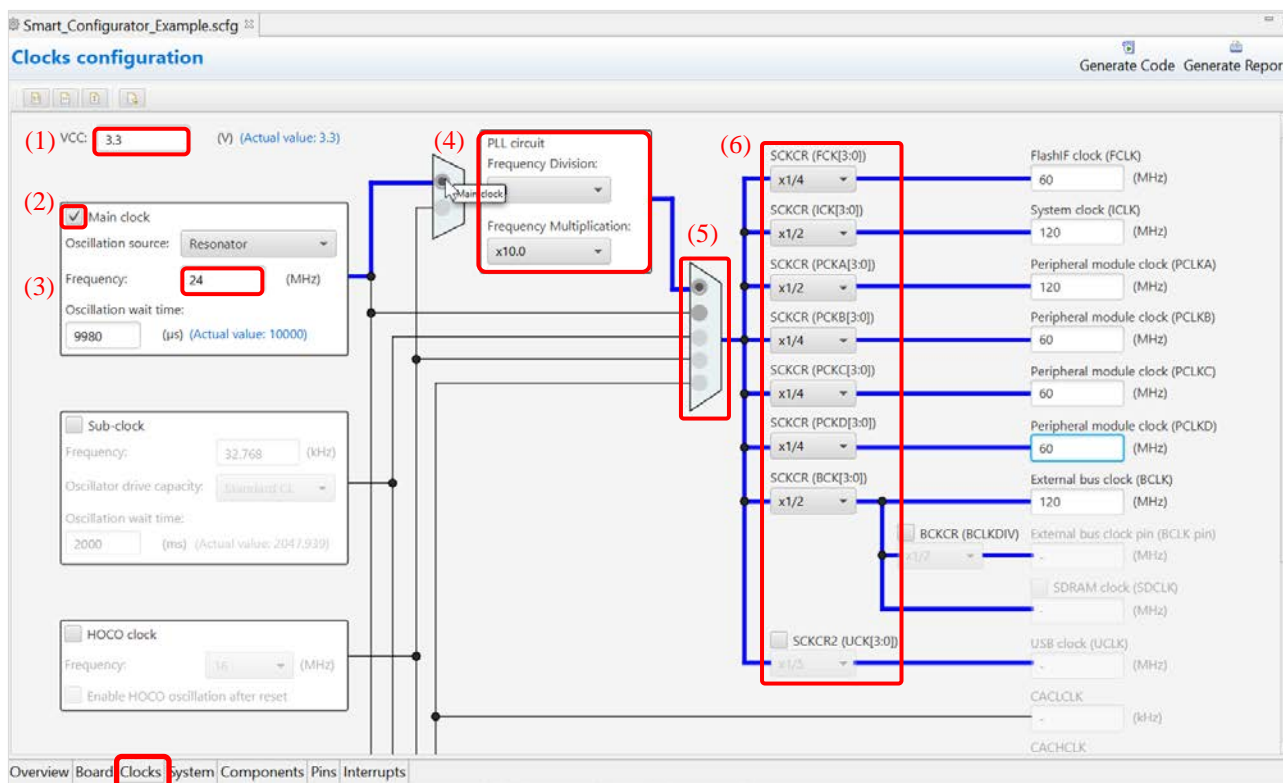 Smart_Configurator_Example.scfg
Clocks configuration
Generate Code Generate Repor
(1) VCC: 3.3 (V) (Actual value: 3.3)
(2)
Main clock
Oscillation source: Resonator
(3) Frequency: 24 (MHz)
Oscillation wait time:
9980 (μs) (Actual value: 10000)
Sub-clock
Frequency: 32.768 (kHz)
Oscillator drive capacity: Standard CL
Oscillation wait time:
2000 (ms) (Actual value: 2047.939)
HOCO clock
Frequency: 16 (MHz)
Enable HOCO oscillation after reset
(4)
PLL circuit
Frequency Division:
Main clock
Frequency Multiplication:
x10.0
(5)
(6)
SCKCR (FCK[3:0])
x1/4
SCKCR (ICK[3:0])
x1/2
SCKCR (PCKA[3:0])
x1/2
SCKCR (PCKB[3:0])
x1/4
SCKCR (PCKC[3:0])
x1/4
SCKCR (PCKD[3:0])
x1/4
SCKCR (BCK[3:0])
x1/2
BCKCR (BCLKDIV)
x1/2
SCKCR2 (UCK[3:0])
FlashIF clock (FCLK)
60 (MHz)
System clock (ICLK)
120 (MHz)
Peripheral module clock (PCLKA)
120 (MHz)
Peripheral module clock (PCLKB)
60 (MHz)
Peripheral module clock (PCLKC)
60 (MHz)
Peripheral module clock (PCLKD)
60 (MHz)
External bus clock (BCLK)
120 (MHz)
External bus clock pin (BCLK pin)
- (MHz)
SDRAM clock (SDCLK)
- (MHz)
USB clock (UCLK)
- (MHz)
CACLCLK
- (kHz)
CACHCLK
Overview Board Clocks System Components Pins Interrupts